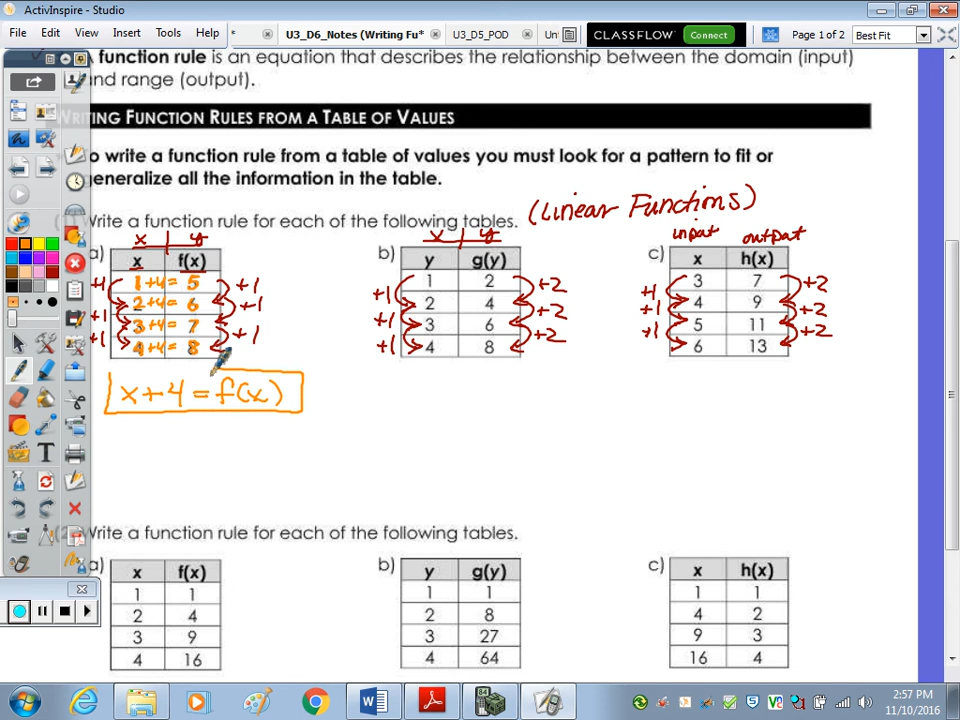 ActivInspire - Studio
File Edit View Insert Tools Help * U3_D6_Notes (Writing Fu* U3_D5_POD Un CLASSFLOW Connect Page 1 of 2 Best Fit
function rule is an equation that describes the relationship between the domain (input)
and range (output).
WRITING FUNCTION RULES FROM A TABLE OF VALUES
o write a function rule from a table of values you must look for a pattern to fit or
generalize all the information in the table.
(Linear Functions)
Write a function rule for each of the following tables.
x y x y input output
a) x f(x) b) y g(y) c) x h(x)
1+4= 5 1 2 3 7
+1 +1 +1 +2 +1 +2
2+4= 6 2 4 4 9
+1 +1 +1 +2 +1 +2
3+4= 7 3 6 5 11
+1 +1 +1 +2 +1 +2
4+4= 8 4 8 6 13
x+4=f(x)
Write a function rule for each of the following tables.
a) x f(x) b) y g(y) c) x h(x)
1 1 1 1 1 1
2 4 2 8 4 2
3 9 3 27 9 3
4 16 4 64 16 4
2:57 PM
11/10/2016